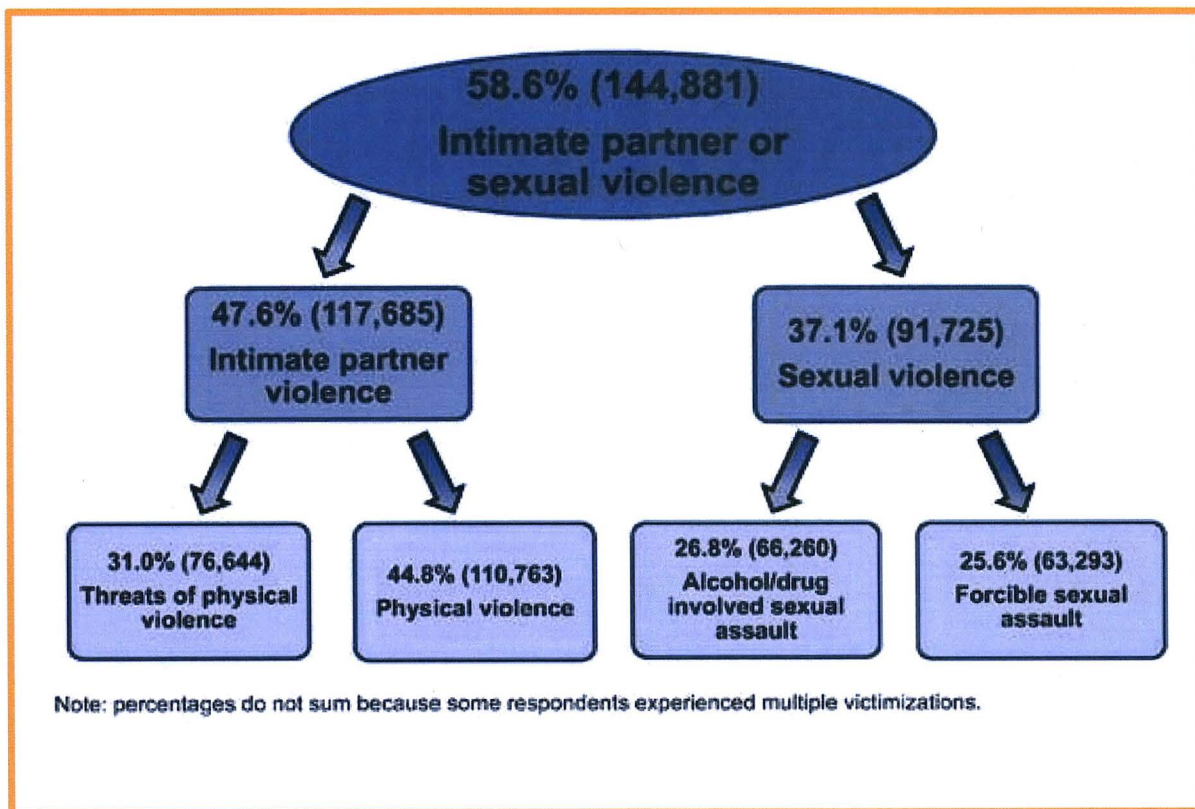 58.6% (144,881)
Intimate partner or
sexual violence
47.6% (117,685)
Intimate partner
violence
37.1% (91,725)
Sexual violence
31.0% (76,644)
Threats of physical
violence
44.8% (110,763)
Physical violence
26.8% (66,260)
Alcohol/drug
involved sexual
assault
25.6% (63,293)
Forcible sexual
assault
Note: percentages do not sum because some respondents experienced multiple victimizations.